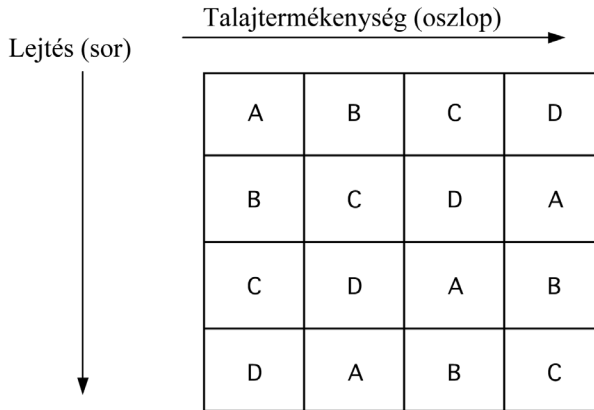 Talajtermékenység (oszlop)
Lejtés (sor)
A B C D
B C D A
C D A B
D A B C